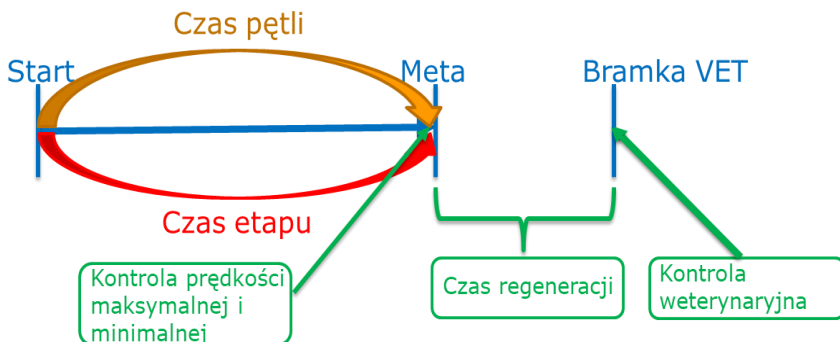 Czas pętli
Start
Meta
Bramka VET
Czas etapu
Kontrola prędkości
maksymalnej i
minimalnej
Czas regeneracji
Kontrola
weterynaryjna